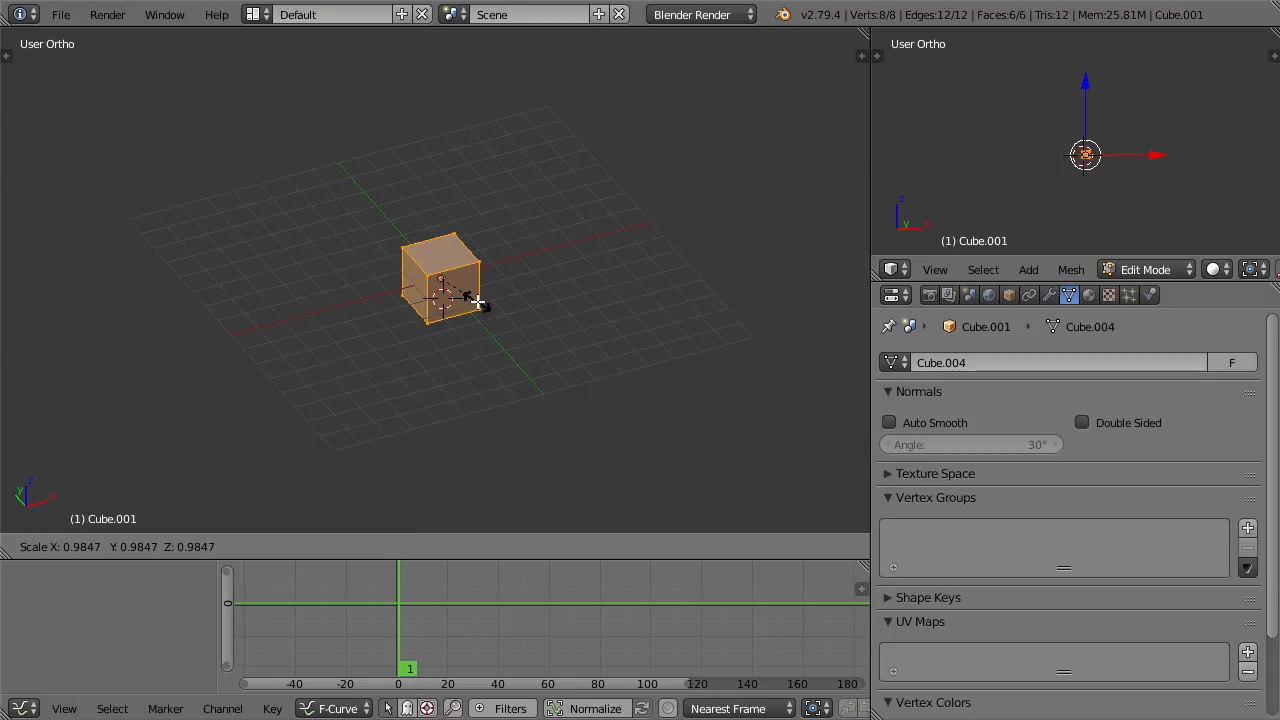 File Render Window Help Default Scene Blender Render v2.79.4 | Verts:8/8 | Edges:12/12 | Faces:6/6 | Tris:12 | Mem:25.81M | Cube.001
User Ortho
(1) Cube.001
z
y
x
Scale X: 0.9847 Y: 0.9847 Z: 0.9847
User Ortho
z
y x
(1) Cube.001
View Select Add Mesh Edit Mode
Cube.001 Cube.004
Cube.004 F
Normals
Auto Smooth Double Sided
Angle: 30°
Texture Space
Vertex Groups
Shape Keys
UV Maps
Vertex Colors
0
1
-40 -20 0 20 40 60 80 100 120 140 160 180
View Select Marker Channel Key F-Curve Filters Normalize Nearest Frame